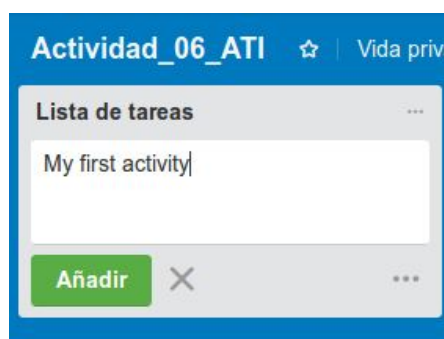 Actividad_06_ATI Vida priv
Lista de tareas
My first activity
Añadir